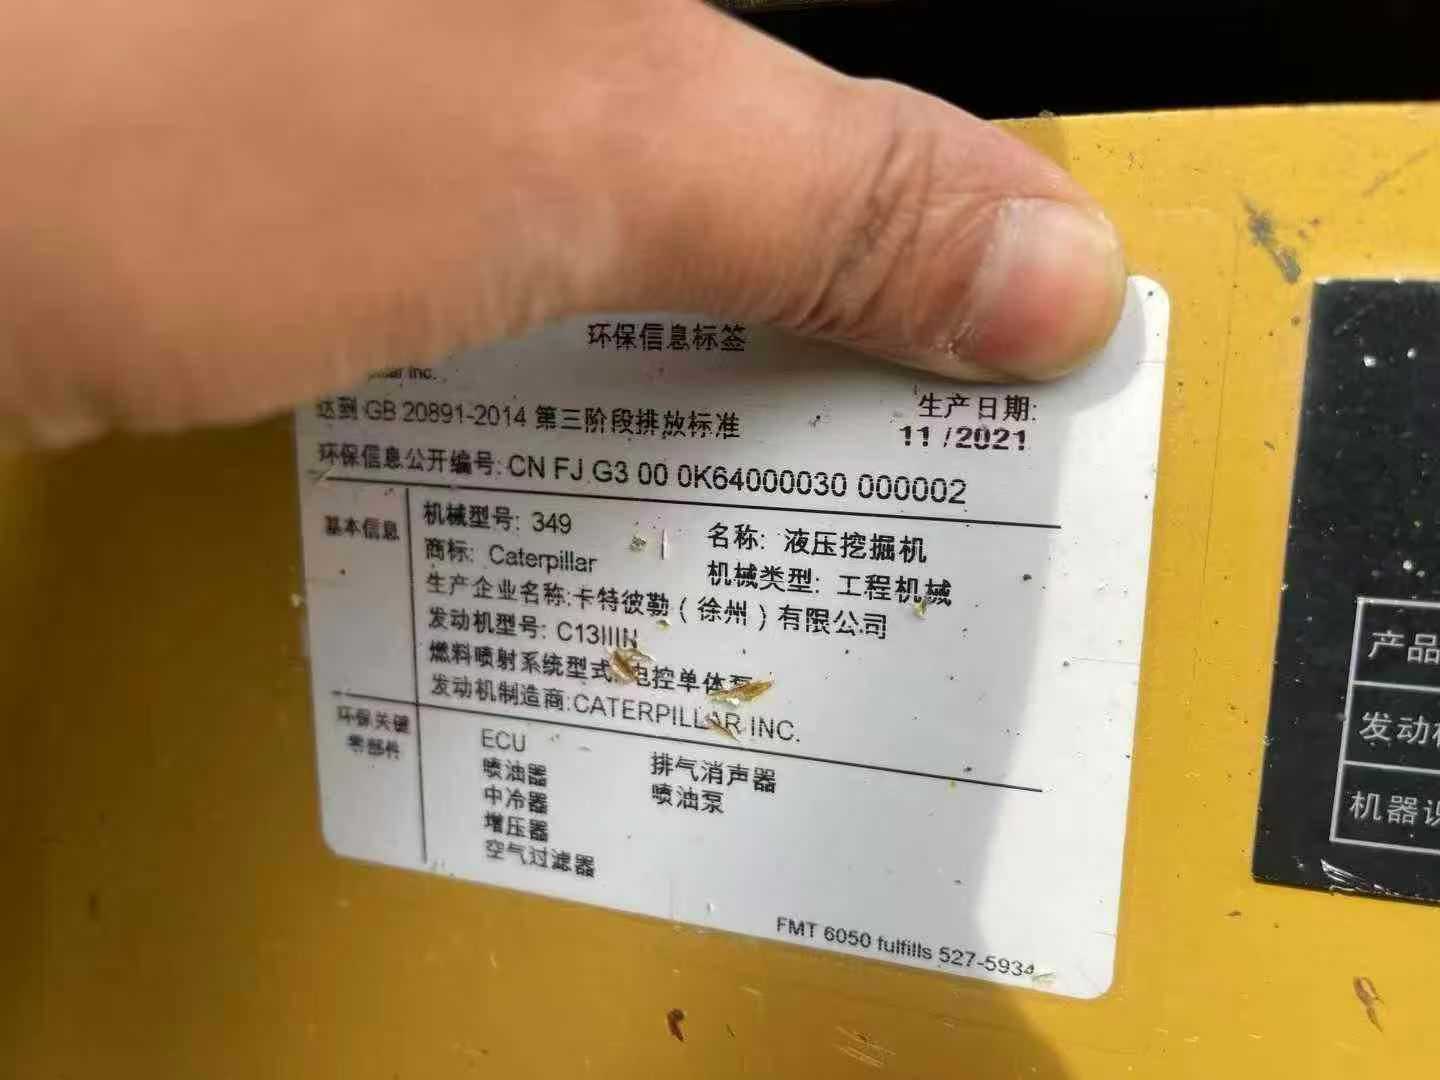 环保信息标签
Inc.
达到 GB 20891-2014 第三阶段排放标准
生产日期:
11 /2021
环保信息公开编号: CN FJ G3 00 0K64000030 000002
基本信息
机械型号: 349
名称: 液压挖掘机
商标: Caterpillar
机械类型: 工程机械
生产企业名称:卡特彼勒（徐州）有限公司
发动机型号: C13IIIN
燃料喷射系统型式: 电控单体泵
发动机制造商:CATERPILLAR INC.
环保关键
零部件
ECU
喷油器
排气消声器
中冷器
喷油泵
增压器
空气过滤器
FMT 6050 fulfills 527-5934
产品
发动
机器